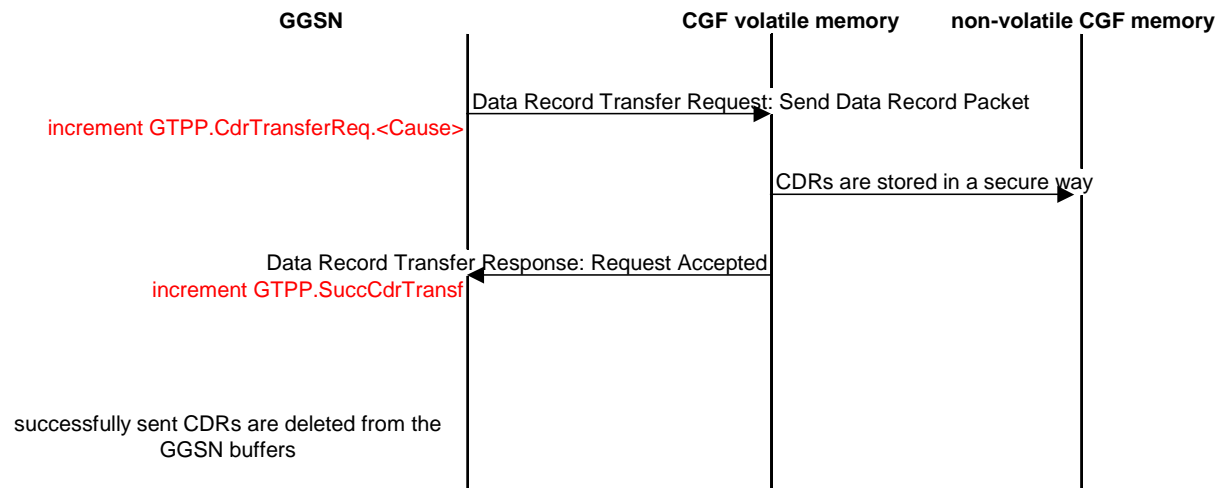 GGSN
CGF volatile memory
non-volatile CGF memory
Data Record Transfer Request: Send Data Record Packet
increment GTPP.CdrTransferReq.<Cause>
CDRs are stored in a secure way
Data Record Transfer Response: Request Accepted
increment GTPP.SuccCdrTransf
successfully sent CDRs are deleted from the
GGSN buffers